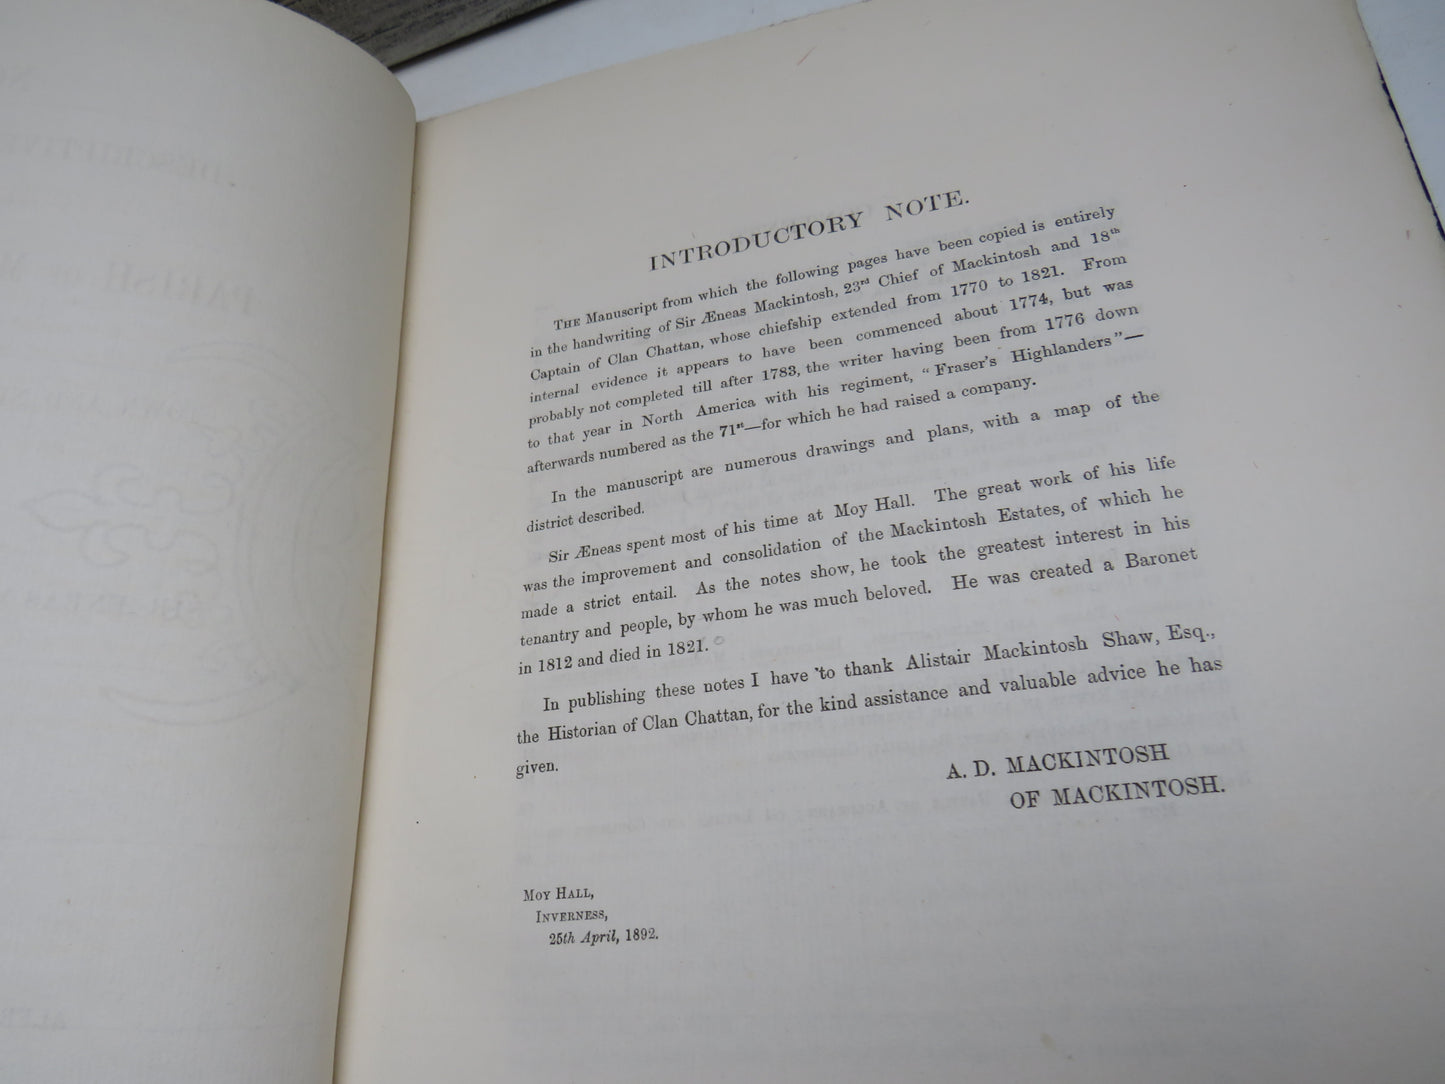 INTRODUCTORY NOTE.
THE Manuscript from which the following pages have been copied is entirely
in the handwriting of Sir Æneas Mackintosh, 23rd Chief of Mackintosh and 18th
Captain of Clan Chattan, whose chiefship extended from 1770 to 1821. From
internal evidence it appears to have been commenced about 1774, but was
probably not completed till after 1783, the writer having been from 1776 down
to that year in North America with his regiment, "Fraser's Highlanders"—
afterwards numbered as the 71st—for which he had raised a company.
In the manuscript are numerous drawings and plans, with a map of the
district described.
Sir Æneas spent most of his time at Moy Hall. The great work of his life
was the improvement and consolidation of the Mackintosh Estates, of which he
made a strict entail. As the notes show, he took the greatest interest in his
tenantry and people, by whom he was much beloved. He was created a Baronet
in 1812 and died in 1821.
In publishing these notes I have to thank Alistair Mackintosh Shaw, Esq.,
the Historian of Clan Chattan, for the kind assistance and valuable advice he has
given.
A. D. MACKINTOSH
OF MACKINTOSH.
MOY HALL,
INVERNESS,
25th April, 1892.